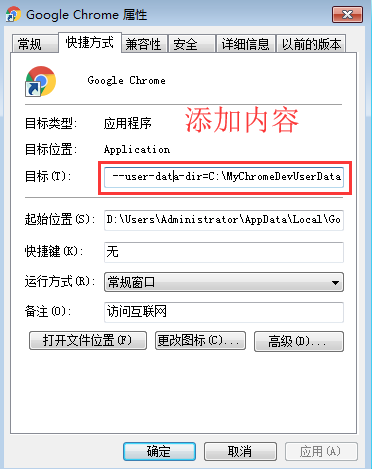 Google Chrome 属性
常规 快捷方式 兼容性 安全 详细信息 以前的版本
Google Chrome
添加内容
目标类型: 应用程序
目标位置: Application
目标(T): --user-data-dir=C:\MyChromeDevUserData
起始位置(S): D:\Users\Administrator\AppData\Local\Go
快捷键(K): 无
运行方式(R): 常规窗口
备注(O): 访问互联网
打开文件位置(F) 更改图标(C)... 高级(D)...
确定 取消 应用(A)